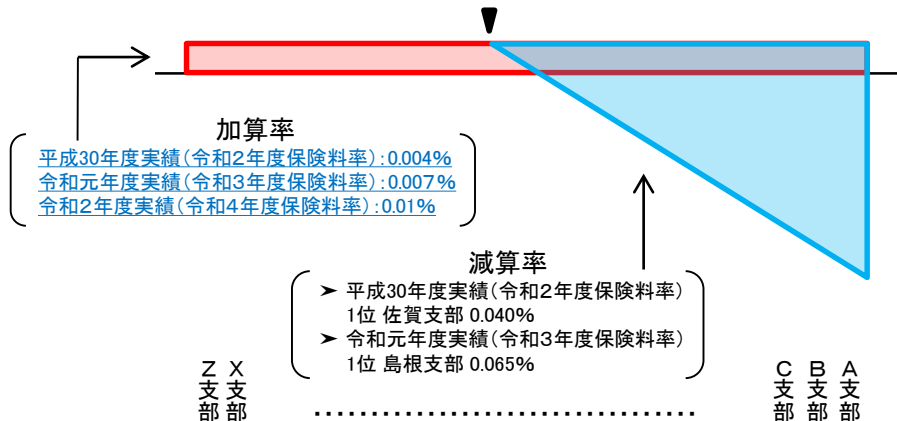 加算率
平成30年度実績(令和2年度保険料率):0.004%
令和元年度実績(令和3年度保険料率):0.007%
令和2年度実績(令和4年度保険料率):0.01%
減算率
➤ 平成30年度実績(令和2年度保険料率)
1位 佐賀支部 0.040%
➤ 令和元年度実績(令和3年度保険料率)
1位 島根支部 0.065%
Z支部
X支部
……………………………
C支部
B支部
A支部